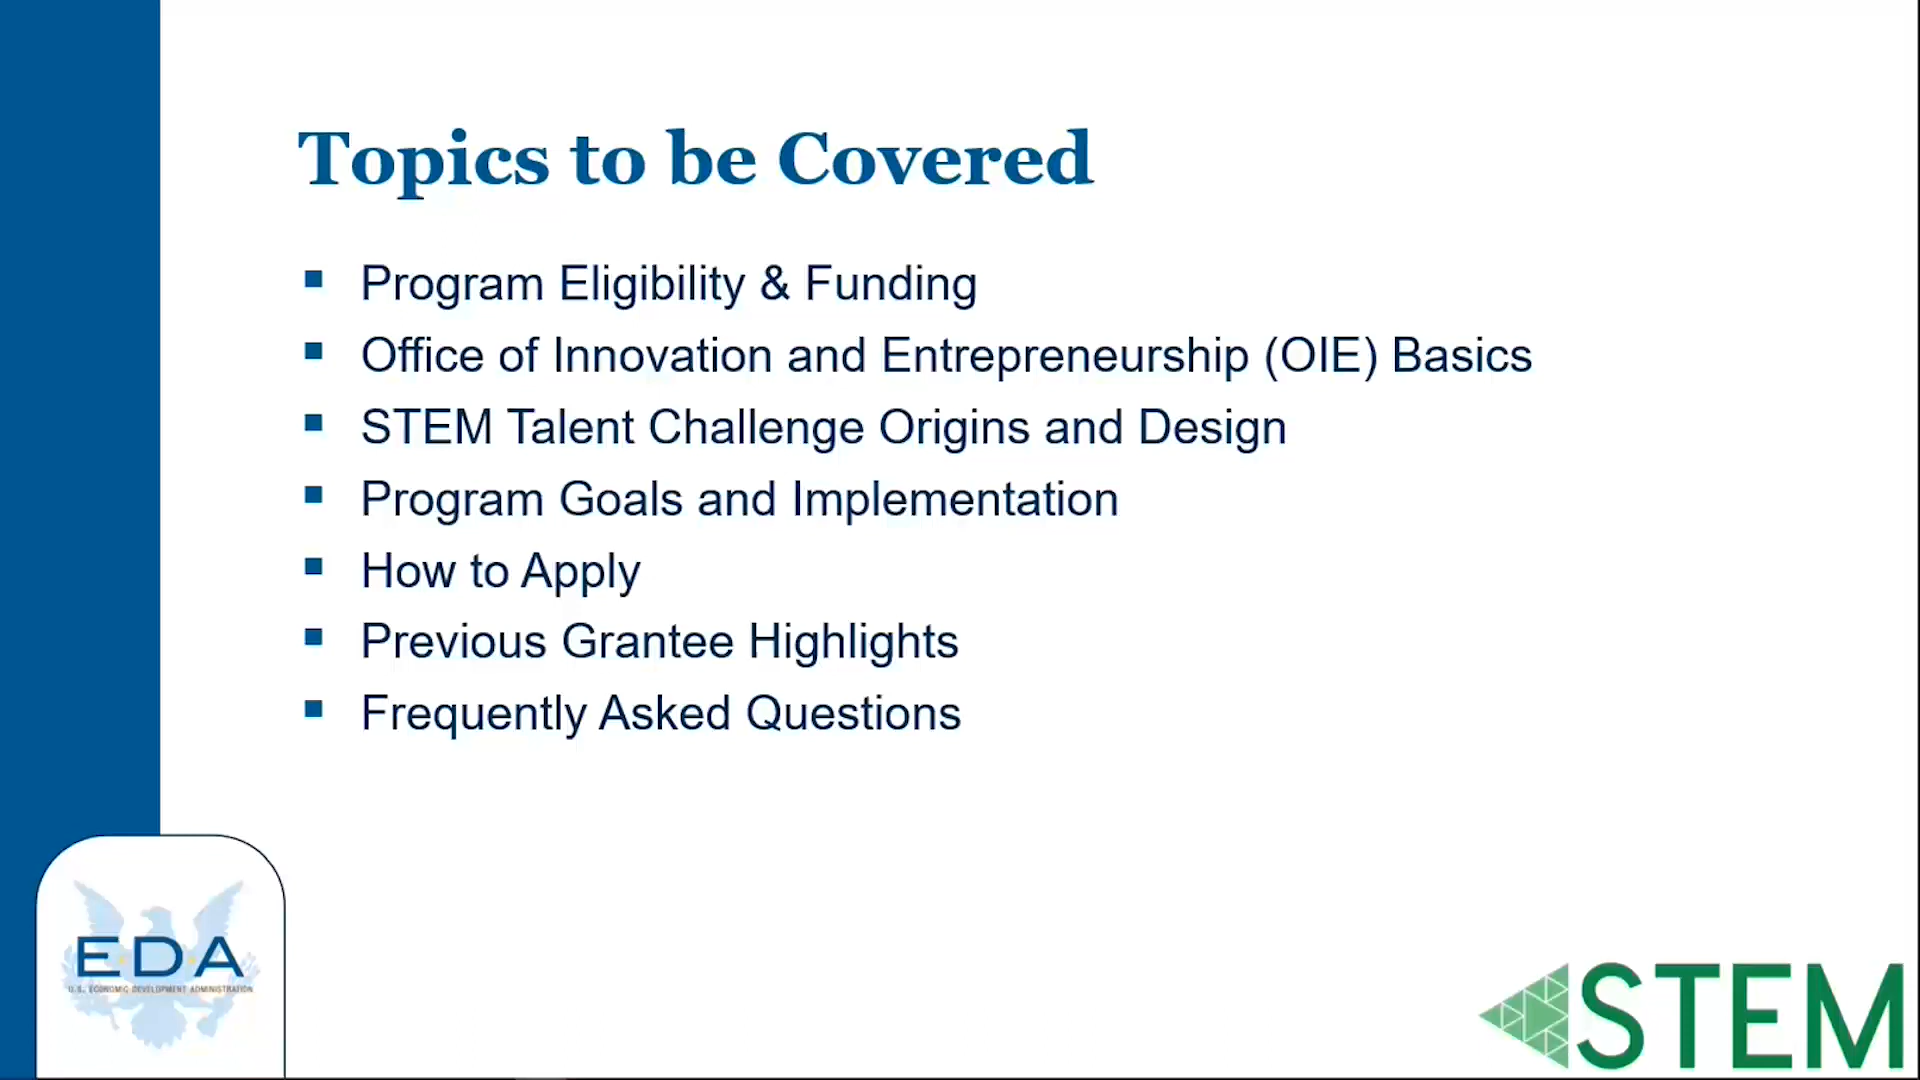 Topics to be Covered
Program Eligibility & Funding
Office of Innovation and Entrepreneurship (OIE) Basics
STEM Talent Challenge Origins and Design
Program Goals and Implementation
How to Apply
Previous Grantee Highlights
Frequently Asked Questions
E·D·A
U.S. ECONOMIC DEVELOPMENT ADMINISTRATION
STEM